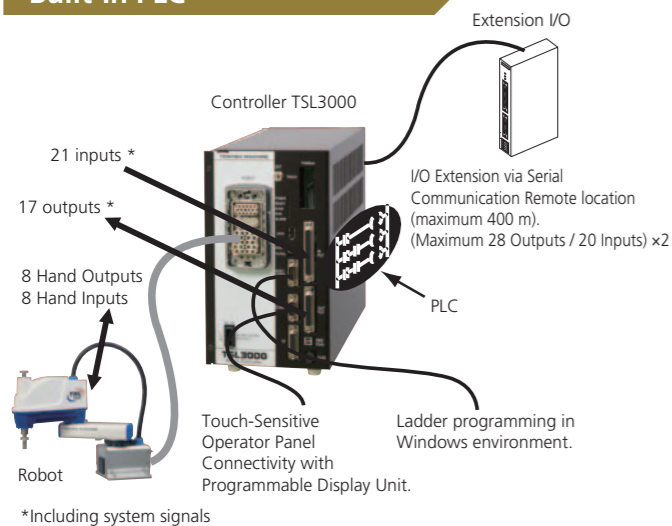 Built-in PLC
Extension I/O
Controller TSL3000
21 inputs *
17 outputs *
I/O Extension via Serial
Communication Remote location
(maximum 400 m).
(Maximum 28 Outputs / 20 Inputs) ×2
8 Hand Outputs
8 Hand Inputs
PLC
TSL3000
Touch-Sensitive
Operator Panel
Connectivity with
Programmable Display Unit.
Ladder programming in
Windows environment.
Robot
*Including system signals